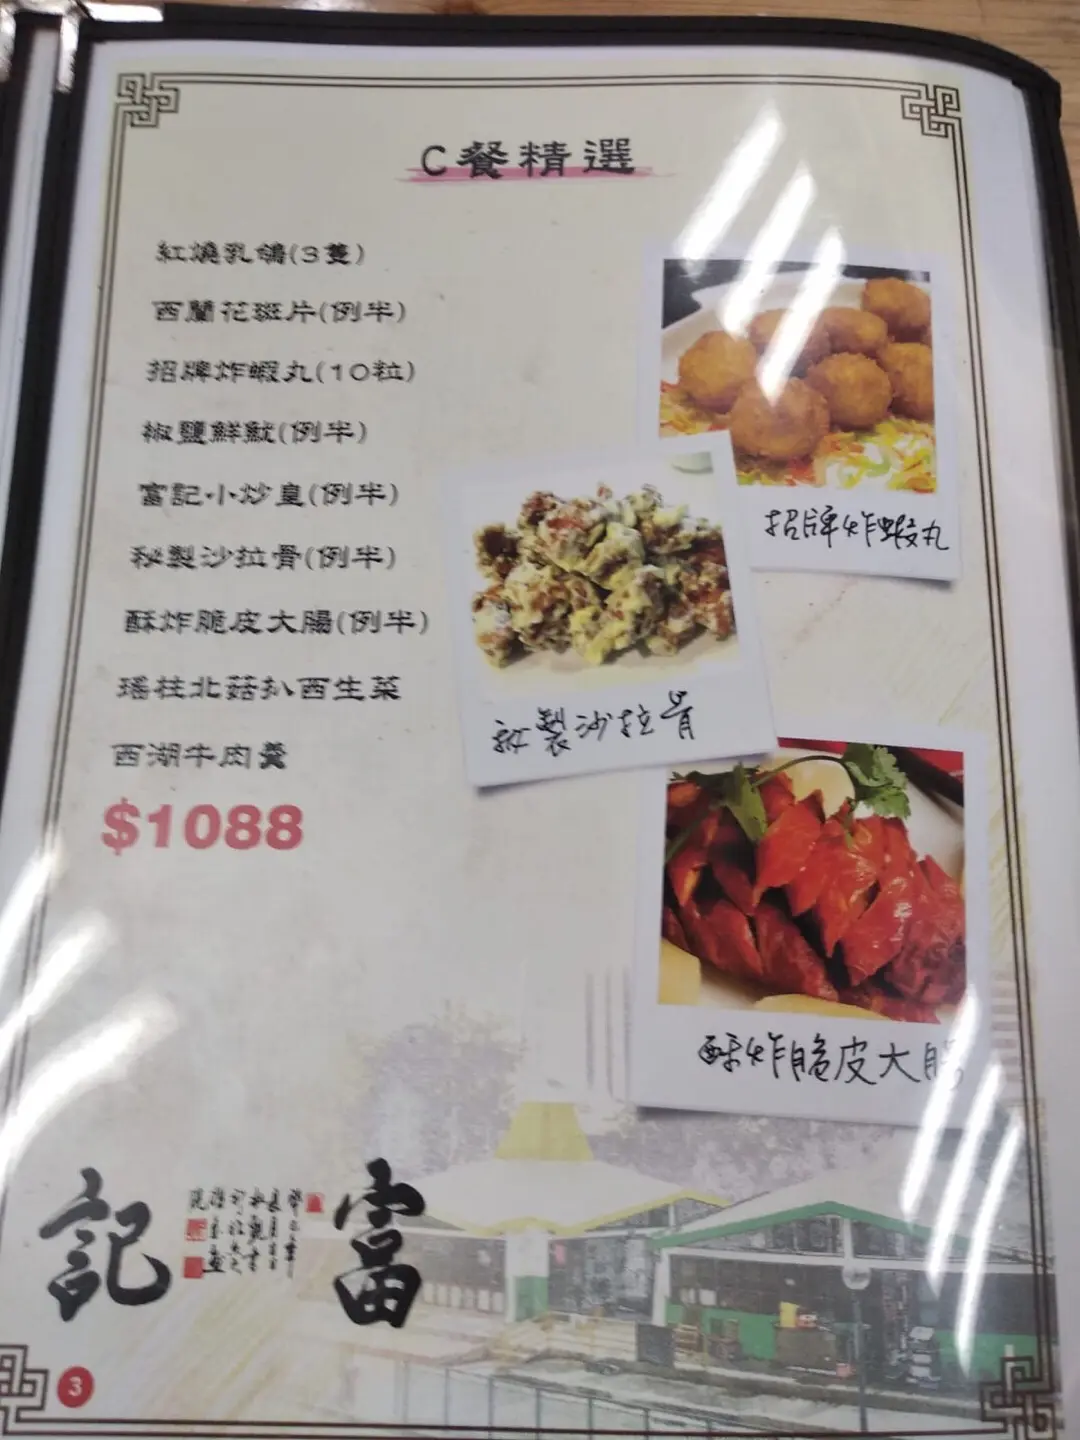 C餐精選
紅燒乳鴿(3隻)
西蘭花斑片(例半)
招牌炸蝦丸(10粒)
椒鹽鮮魷(例半)
富記小炒皇(例半)
秘製沙拉骨(例半)
酥炸脆皮大腸(例半)
瑤柱北菇扒西生菜
西湖牛肉羹
$1088
招牌炸蝦丸
秘製沙拉骨
酥炸脆皮大腸
富記
3